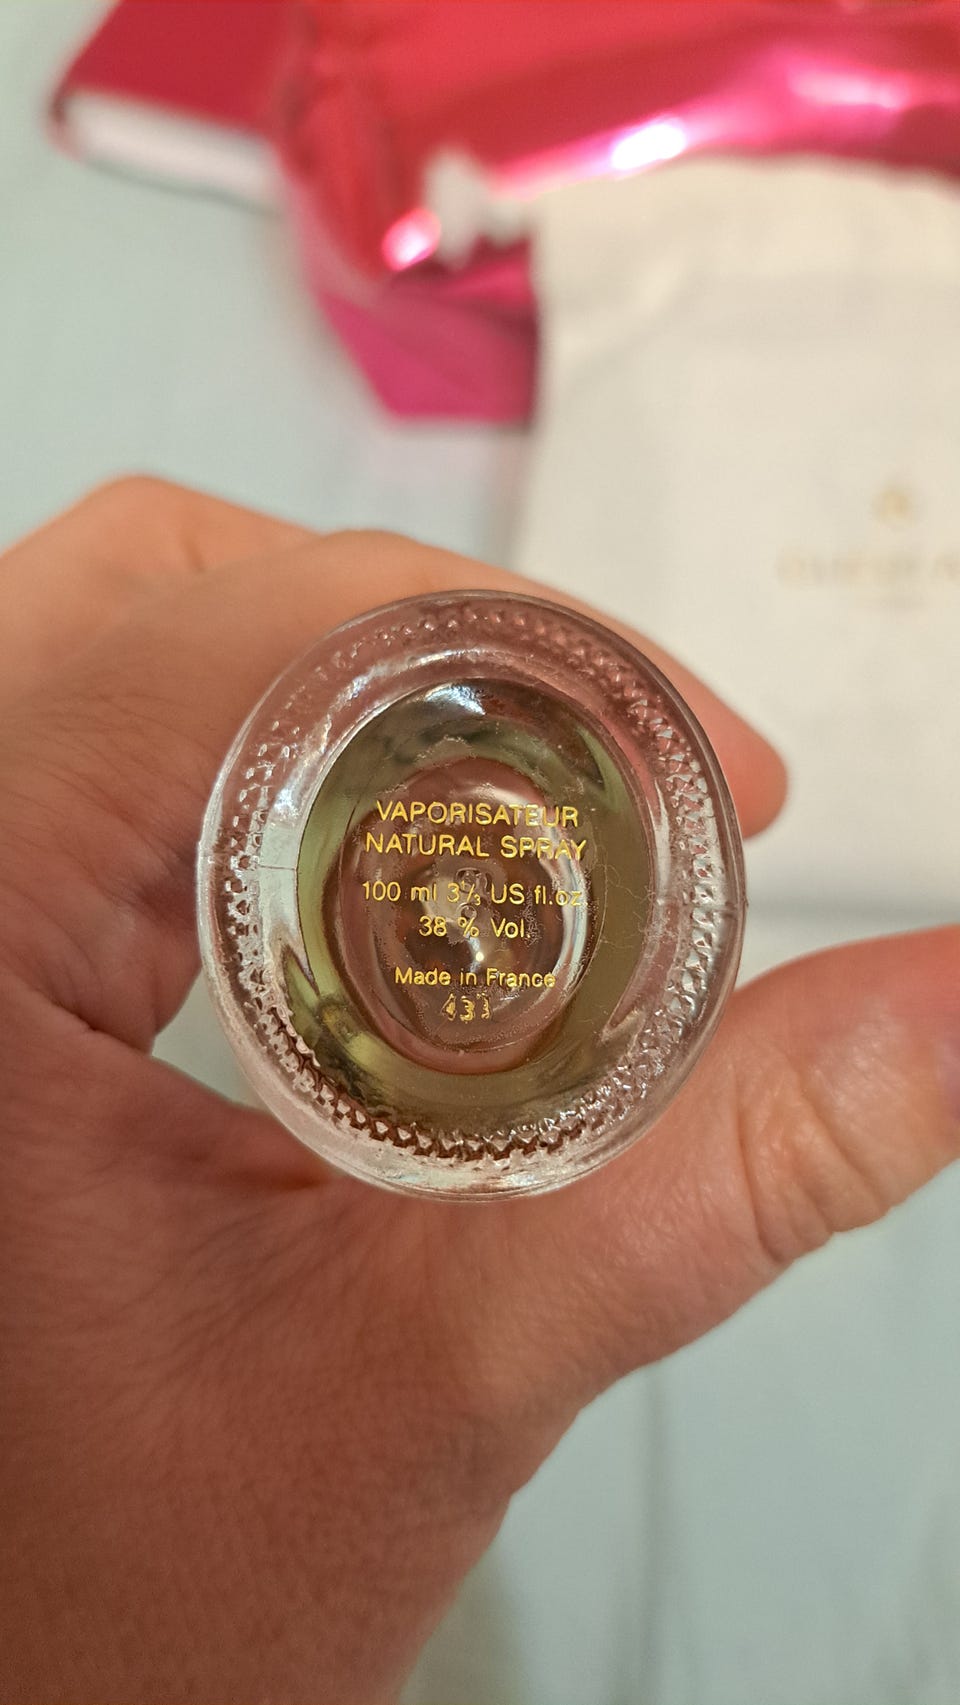 VAPORISATEUR
NATURAL SPRAY
100 ml 3⅓ US fl.oz
38 % Vol.
Made in France
431